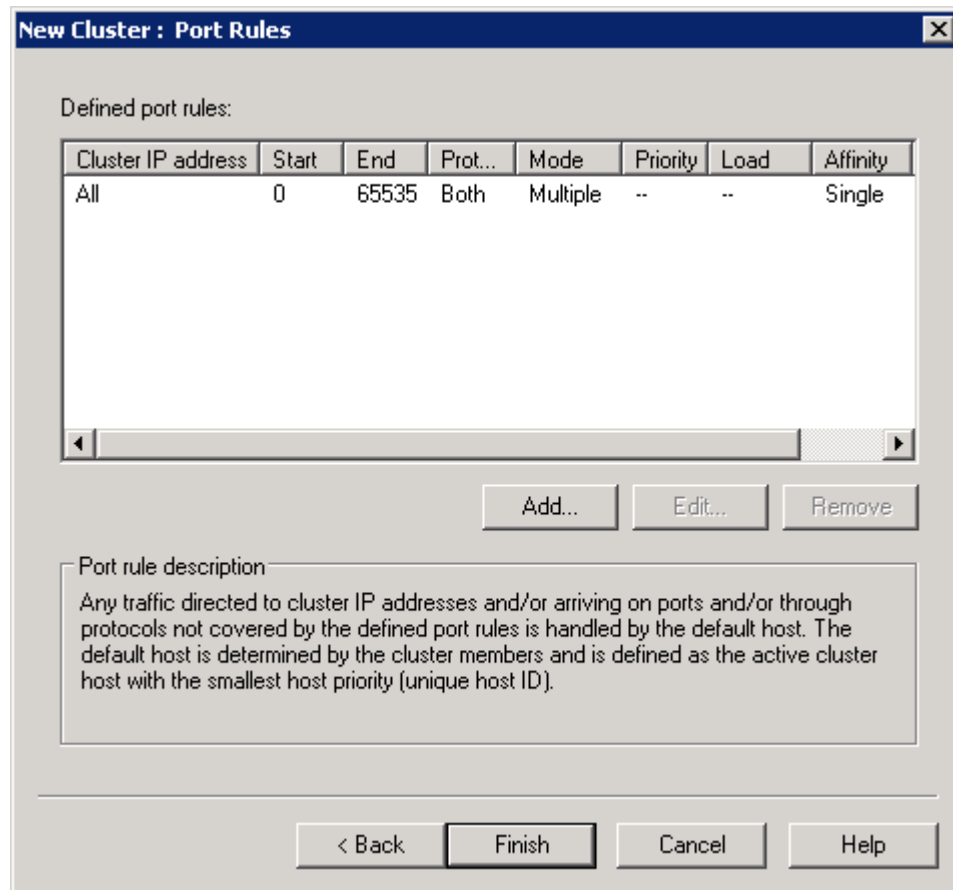 New Cluster : Port Rules
Defined port rules:
Cluster IP address Start End Prot... Mode Priority Load Affinity
All 0 65535 Both Multiple -- -- Single
Add... Edit... Remove
Port rule description
Any traffic directed to cluster IP addresses and/or arriving on ports and/or through
protocols not covered by the defined port rules is handled by the default host. The
default host is determined by the cluster members and is defined as the active cluster
host with the smallest host priority (unique host ID).
< Back Finish Cancel Help